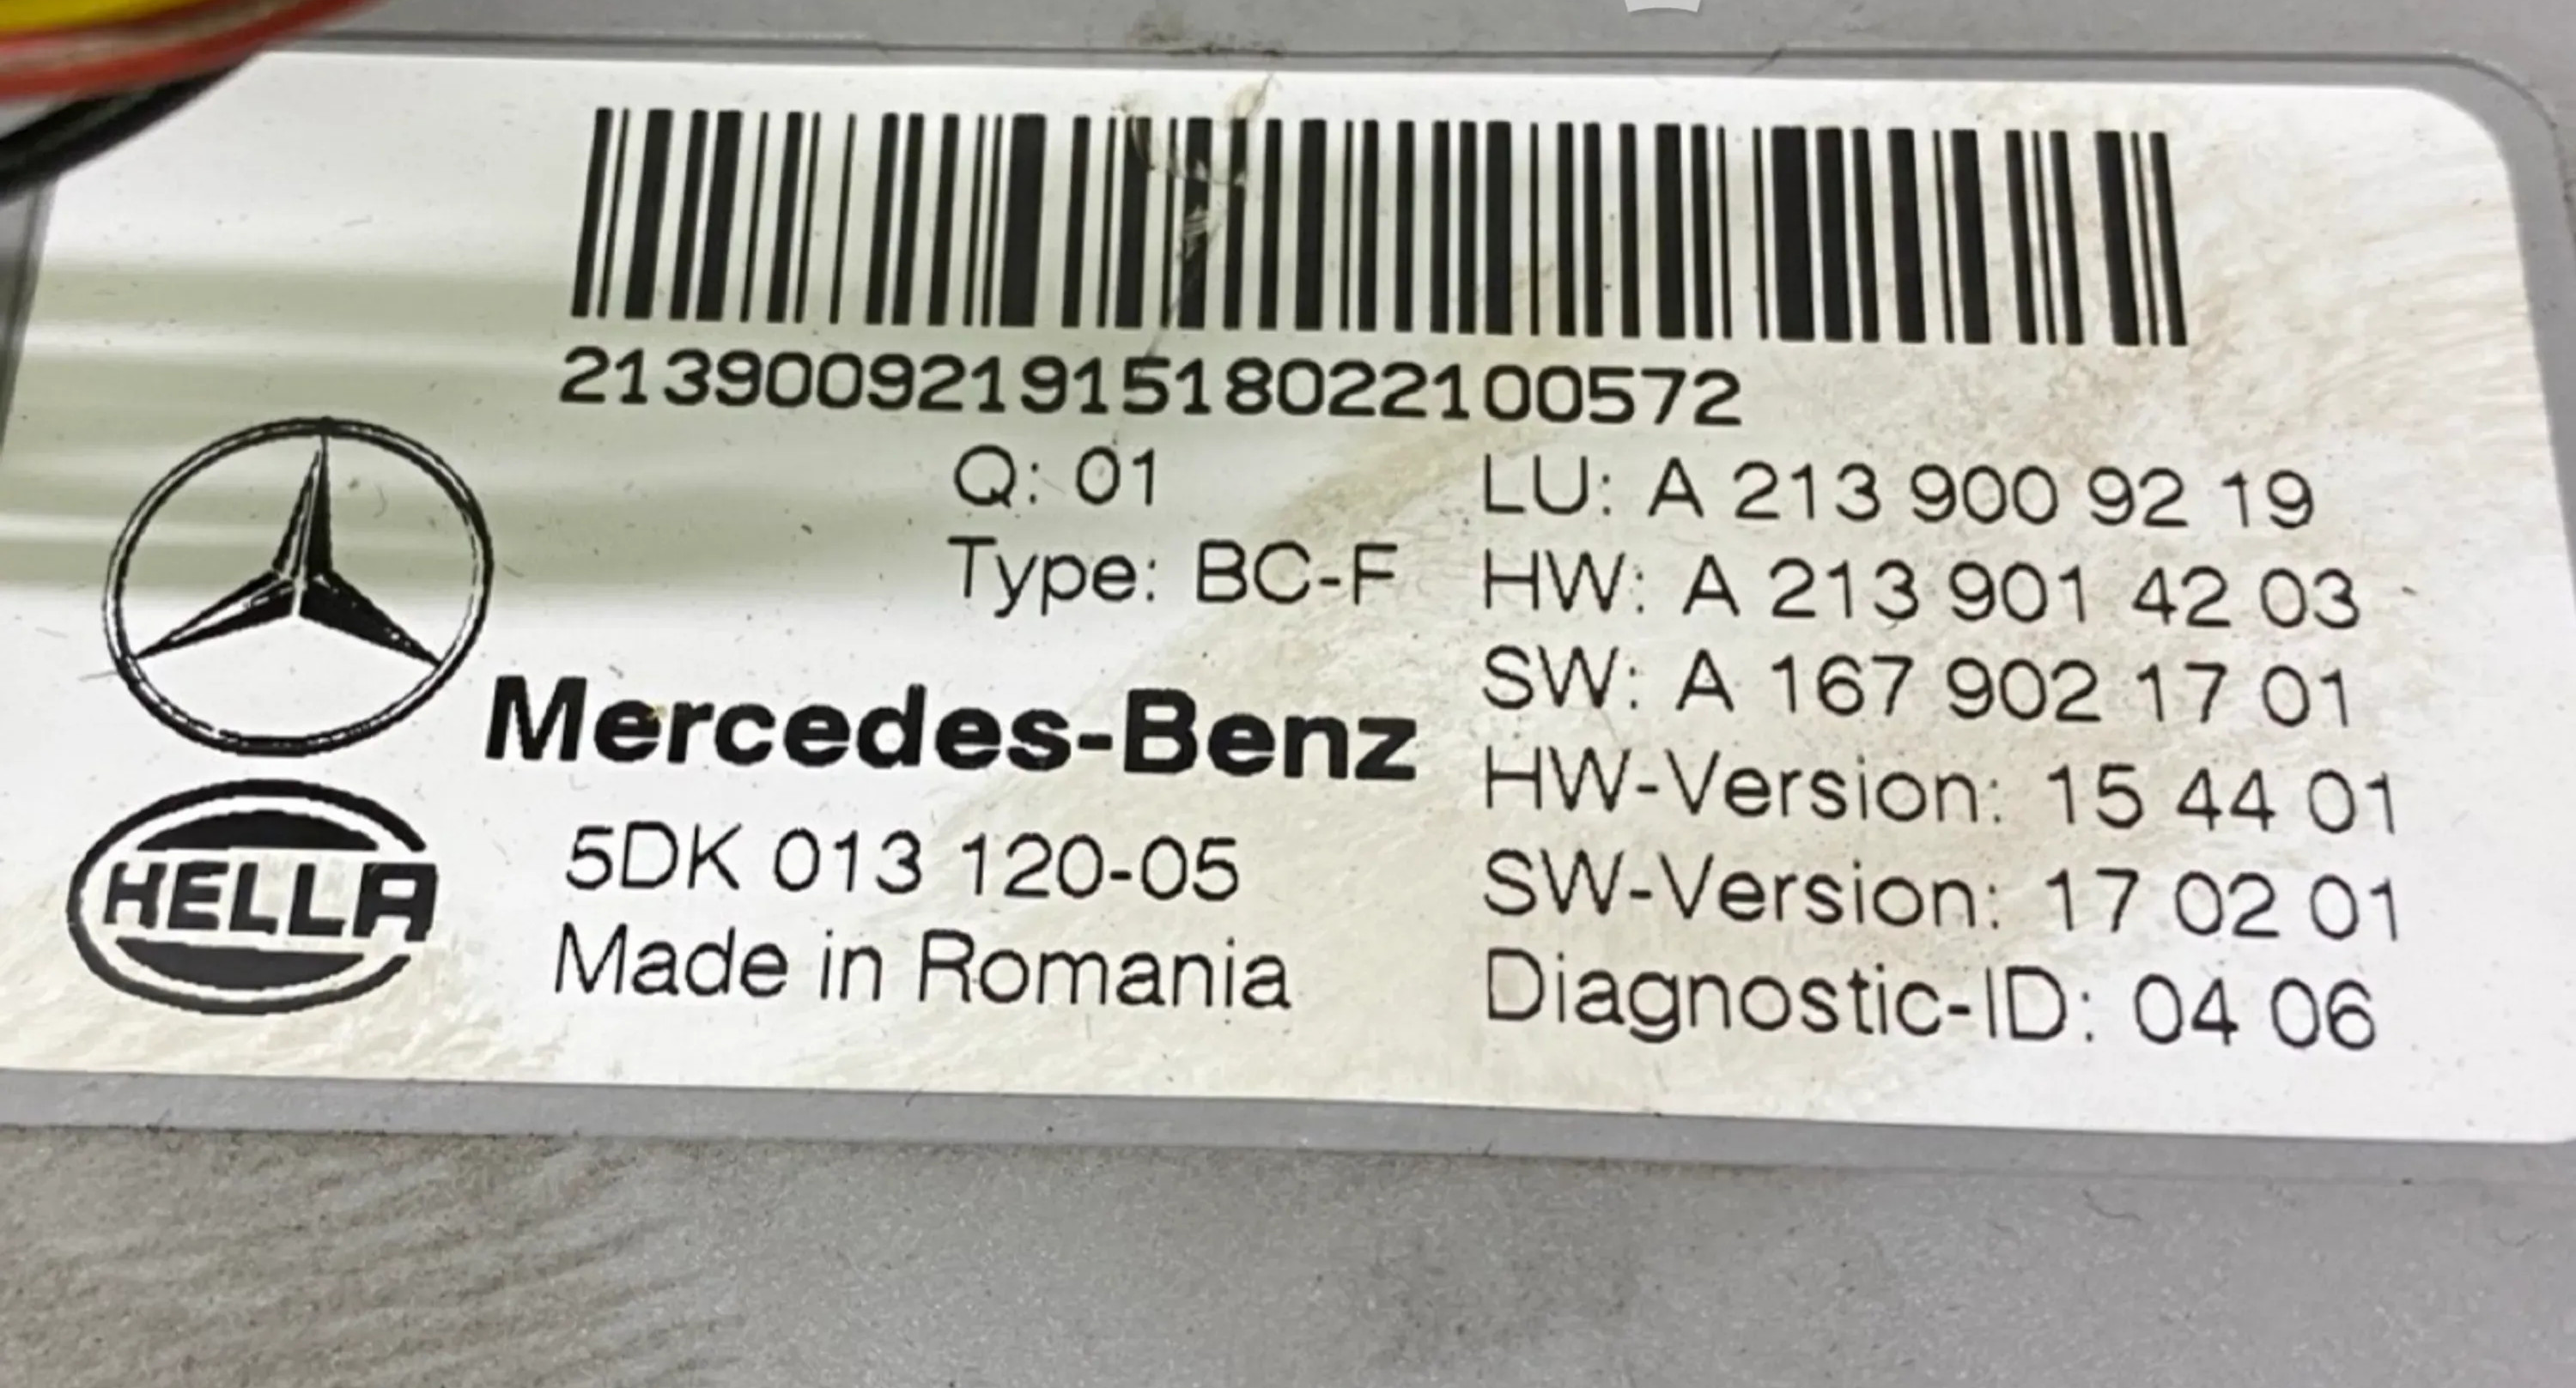 21390092191518022100572
Q: 01
Type: BC-F
Mercedes-Benz
HELLA
5DK 013 120-05
Made in Romania
LU: A 213 900 92 19
HW: A 213 901 42 03
SW: A 167 902 17 01
HW-Version: 15 44 01
SW-Version: 17 02 01
Diagnostic-ID: 04 06